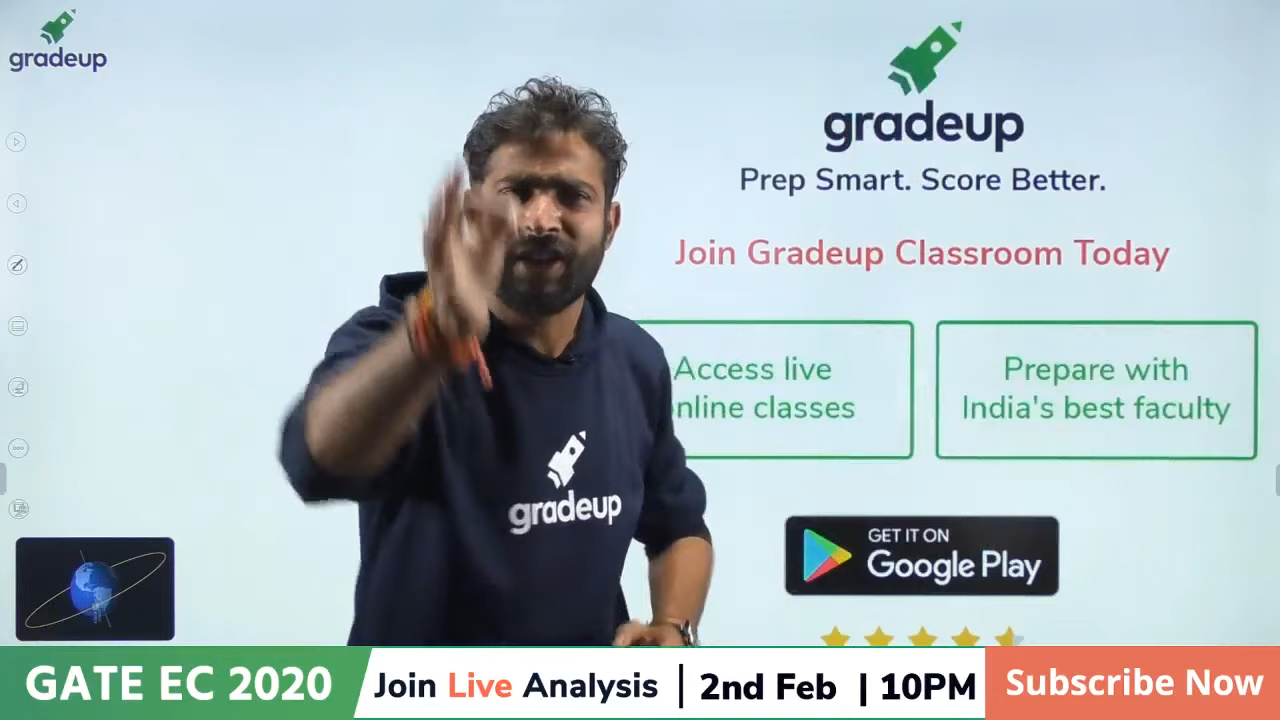 gradeup
gradeup
Prep Smart. Score Better.
Join Gradeup Classroom Today
Access live
classes
Prepare with
India's best faculty
gradeup
GET IT ON
Google Play
GATE EC 2020
Join Live Analysis | 2nd Feb | 10PM
Subscribe Now